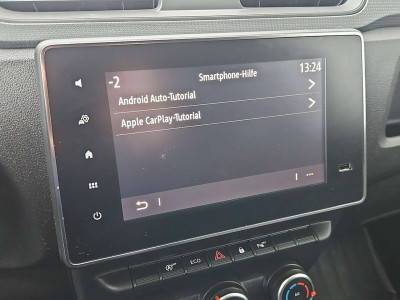 -2 Smartphone-Hilfe 13:24
Android Auto-Tutorial
Apple CarPlay-Tutorial
ECO